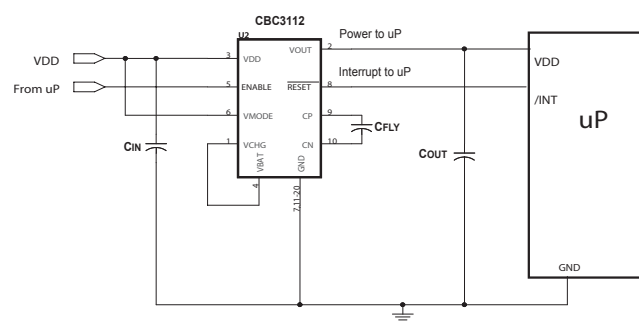 CBC3112
U2
VDD
From uP
3
VDD
5
ENABLE
6
VMODE
1
VCHG
VBAT
4
GND
7,11-20
VOUT
2
Power to uP
RESET
8
Interrupt to uP
CP
9
CN
10
CFLY
CIN
COUT
VDD
/INT
uP
GND